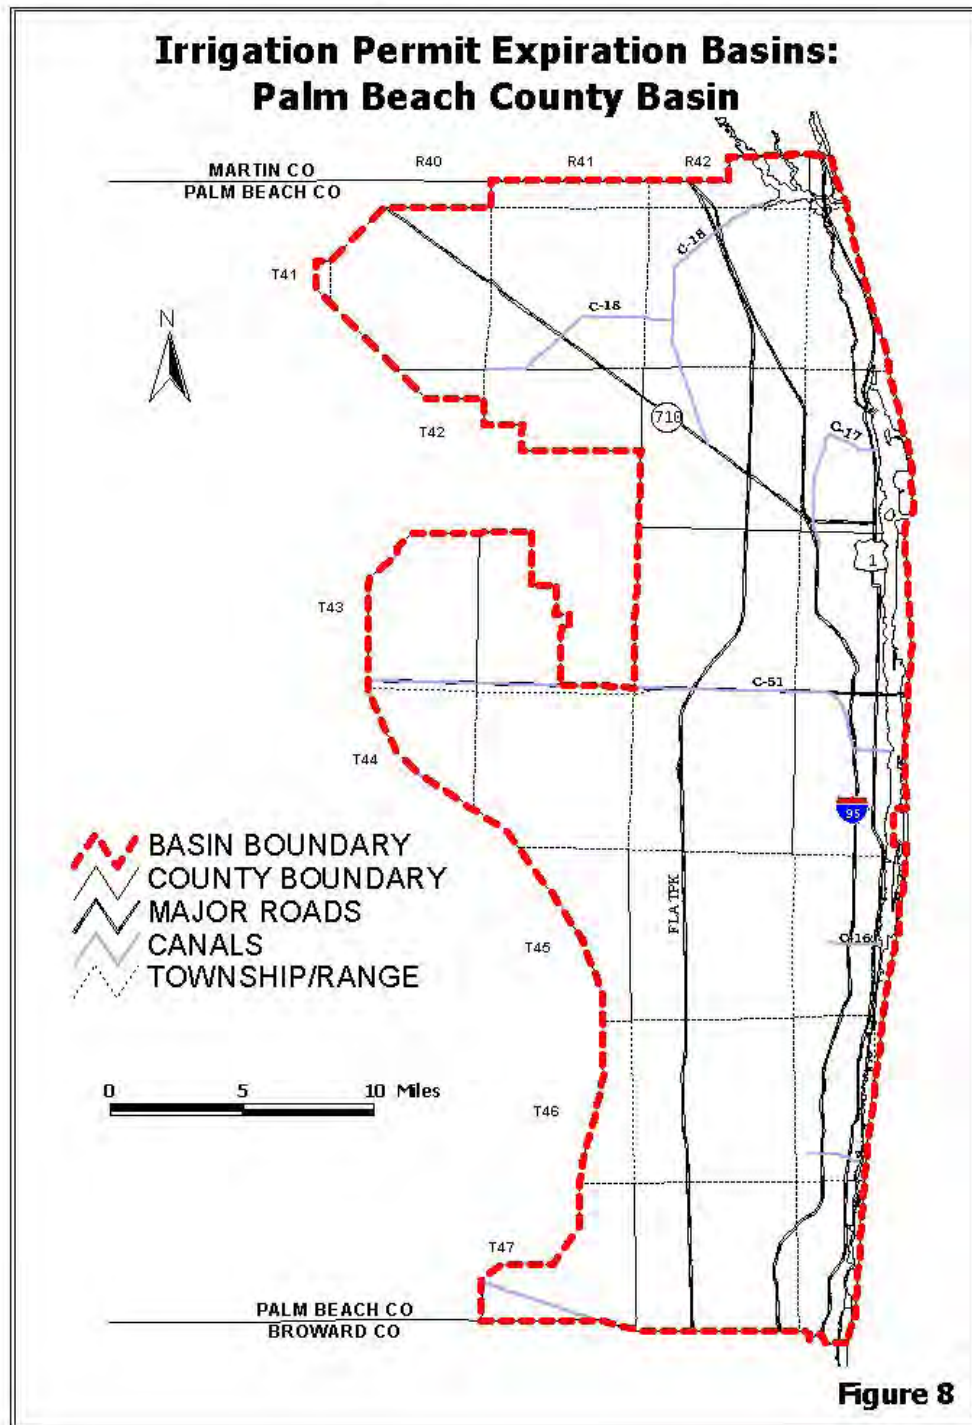 Irrigation Permit Expiration Basins:
Palm Beach County Basin
MARTIN CO
PALM BEACH CO
R40
R41
R42
T41
C-18
C-18
N
710
T42
C-17
1
T43
C-51
T44
95
BASIN BOUNDARY
COUNTY BOUNDARY
MAJOR ROADS
CANALS
TOWNSHIP/RANGE
FLA TPK
C-16
T45
0 5 10 Miles
T46
T47
PALM BEACH CO
BROWARD CO
Figure 8